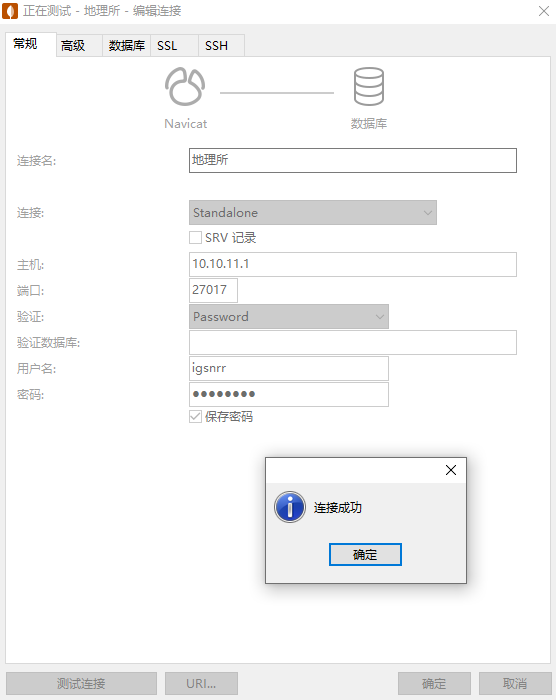 正在测试 - 地理所 - 编辑连接
常规 高级 数据库 SSL SSH
Navicat 数据库
连接名: 地理所
连接: Standalone
SRV 记录
主机: 10.10.11.1
端口: 27017
验证: Password
验证数据库:
用户名: igsnrr
密码: ●●●●●●●●
保存密码
连接成功
确定
测试连接 URI... 确定 取消